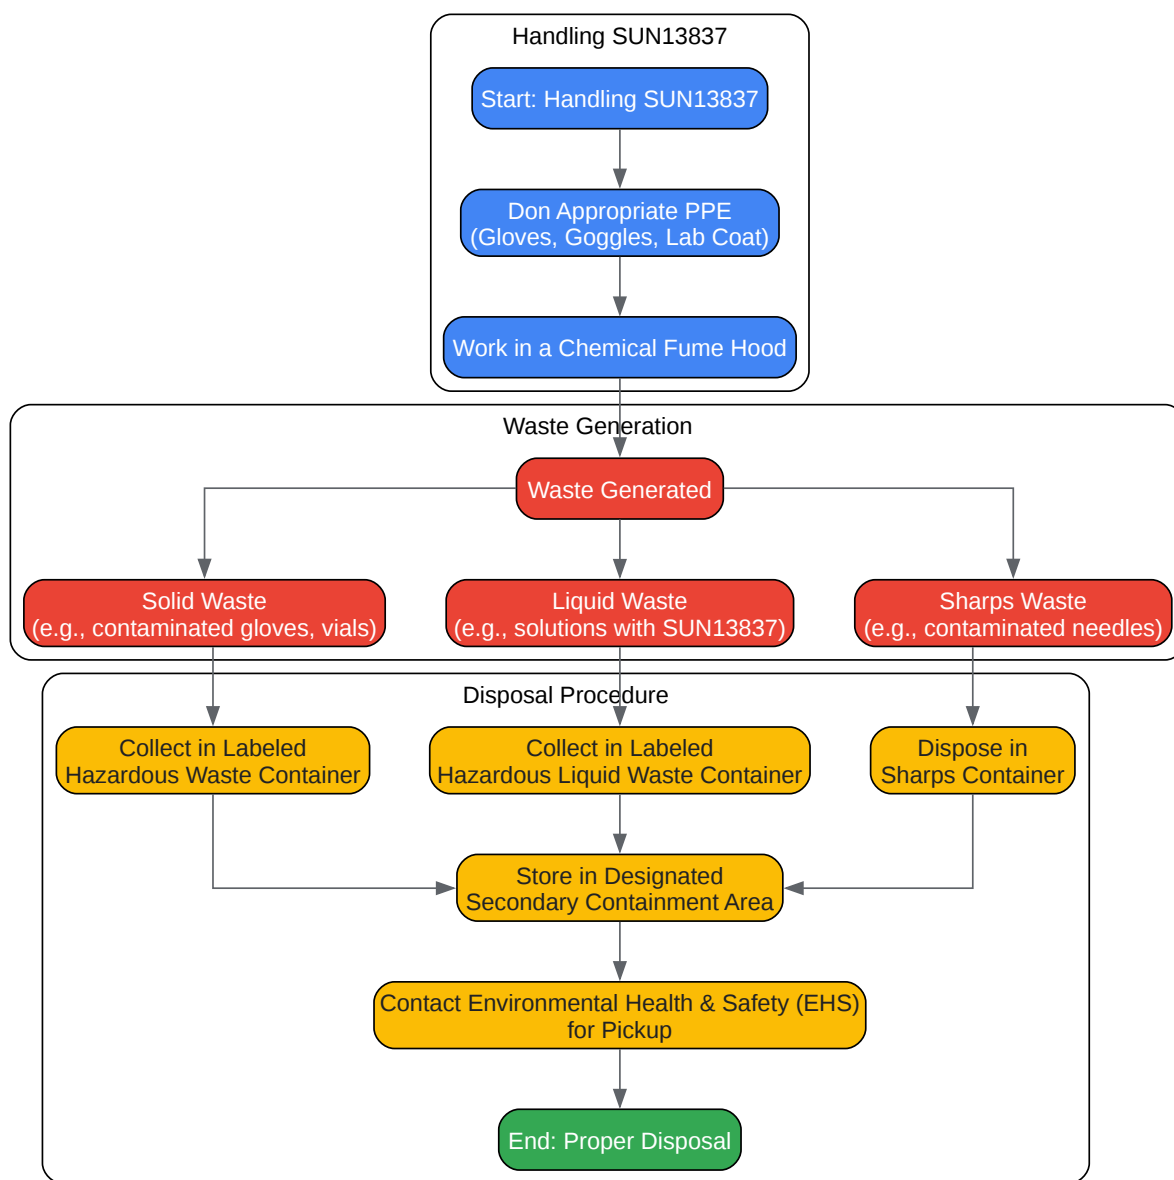 Handling SUN13837
Start: Handling SUN13837
Don Appropriate PPE
(Gloves, Goggles, Lab Coat)
Work in a Chemical Fume Hood
Waste Generation
Waste Generated
Solid Waste
(e.g., contaminated gloves, vials)
Liquid Waste
(e.g., solutions with SUN13837)
Sharps Waste
(e.g., contaminated needles)
Disposal Procedure
Collect in Labeled
Hazardous Waste Container
Collect in Labeled
Hazardous Liquid Waste Container
Dispose in
Sharps Container
Store in Designated
Secondary Containment Area
Contact Environmental Health & Safety (EHS)
for Pickup
End: Proper Disposal